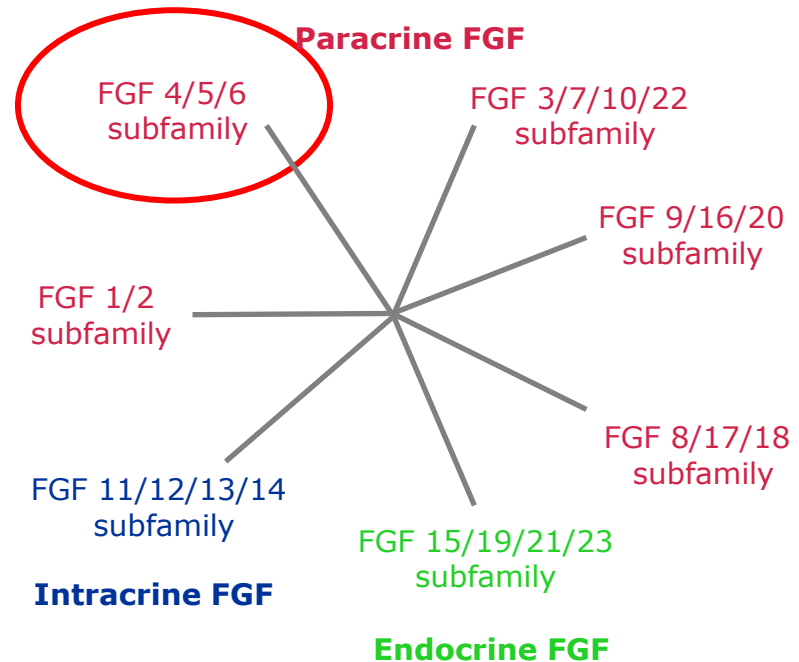 Paracrine FGF
FGF 4/5/6
subfamily
FGF 3/7/10/22
subfamily
FGF 9/16/20
subfamily
FGF 1/2
subfamily
FGF 8/17/18
subfamily
FGF 11/12/13/14
subfamily
FGF 15/19/21/23
subfamily
Intracrine FGF
Endocrine FGF